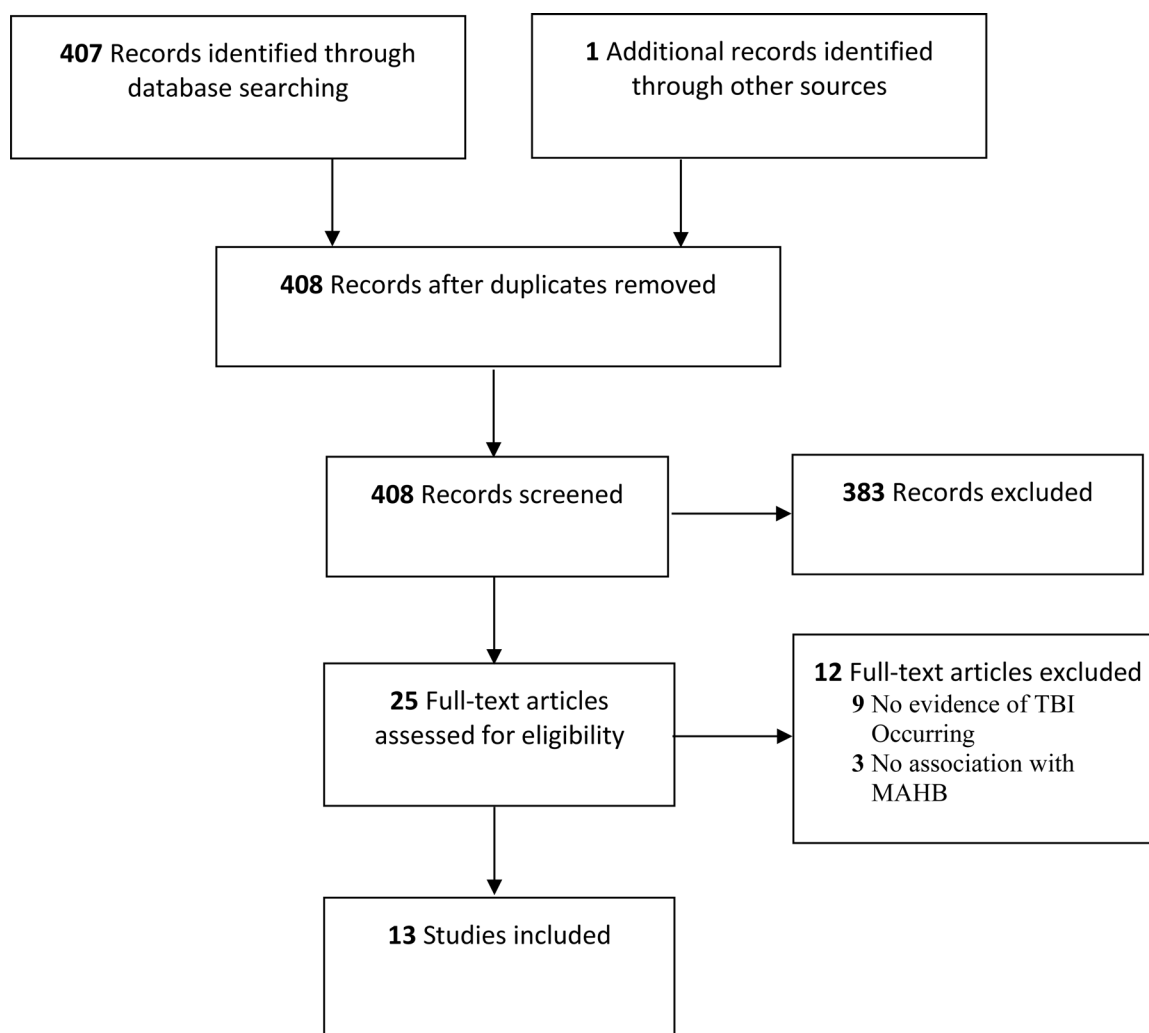 407 Records identified through
database searching
1 Additional records identified
through other sources
408 Records after duplicates removed
408 Records screened
383 Records excluded
25 Full-text articles
assessed for eligibility
12 Full-text articles excluded
9 No evidence of TBI
Occurring
3 No association with
MAHB
13 Studies included